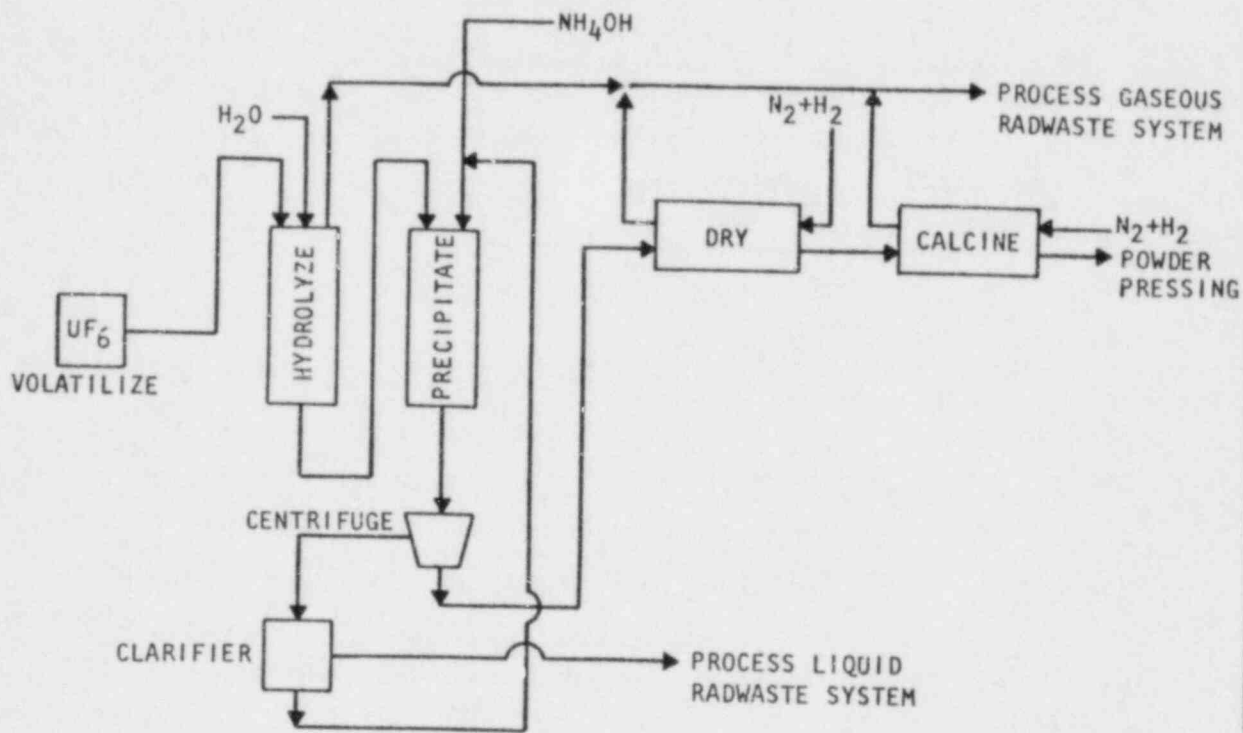 NH₄OH
N₂+H₂
PROCESS GASEOUS
RADWASTE SYSTEM
H₂O
HYDROLYZE
PRECIPITATE
DRY
CALCINE
N₂+H₂
POWDER
PRESSING
UF₆
VOLATILIZE
CENTRIFUGE
CLARIFIER
PROCESS LIQUID
RADWASTE SYSTEM